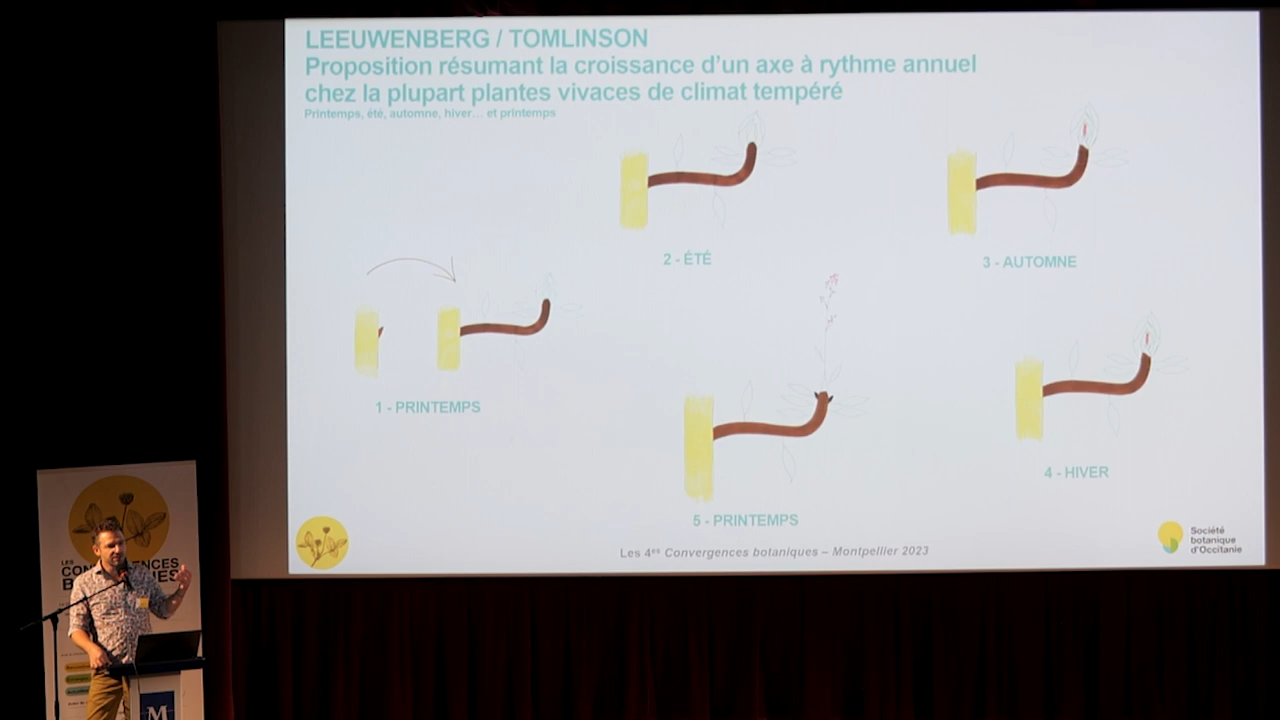 LEEUWENBERG / TOMLINSON
Proposition résumant la croissance d'un axe à rythme annuel
chez la plupart plantes vivaces de climat tempéré
Printemps, été, automne, hiver... et printemps
2 - ÉTÉ
3 - AUTOMNE
1 - PRINTEMPS
4 - HIVER
5 - PRINTEMPS
Les 4es Convergences botaniques – Montpellier 2023
Société
botanique
d'Occitanie
LES
M